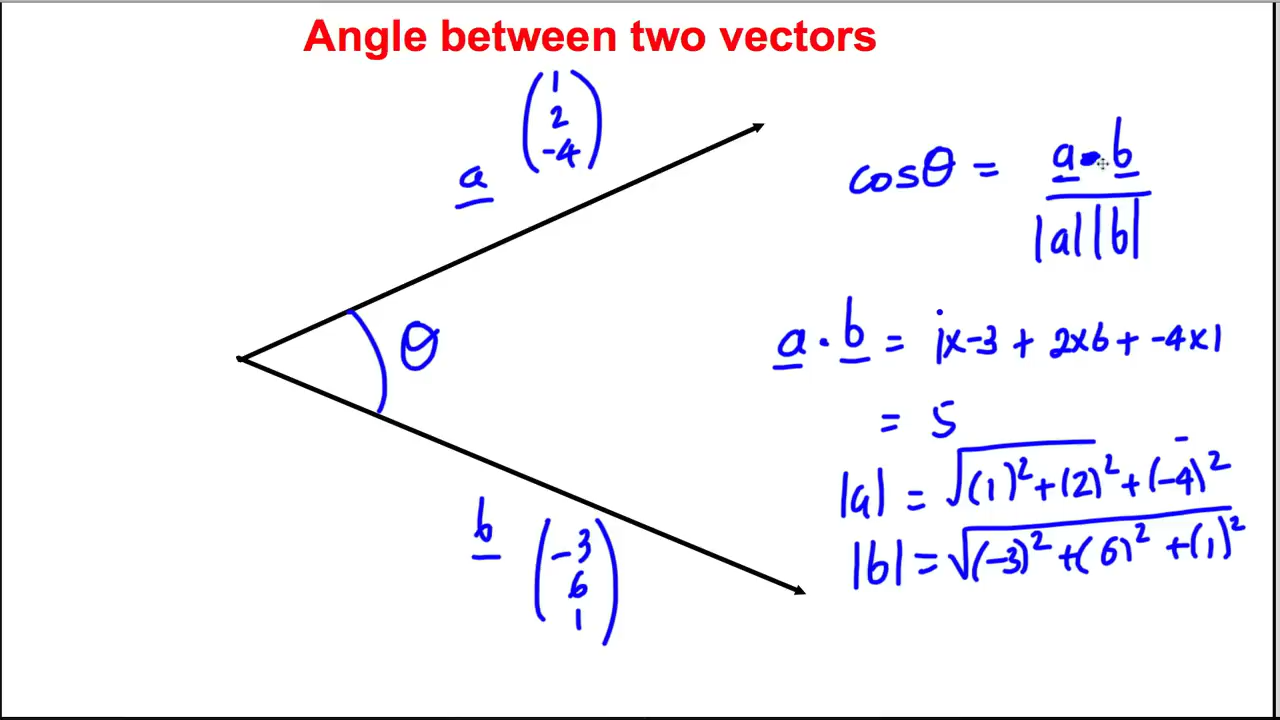 Angle between two vectors
a (1 2 -4)
cosθ = a · b / |a| |b|
θ
a · b = 1x-3 + 2x6 + -4x1
= 5
|a| = √(1)² + (2)² + (-4)²
|b| = √(-3)² + (6)² + (1)²
b (-3 6 1)